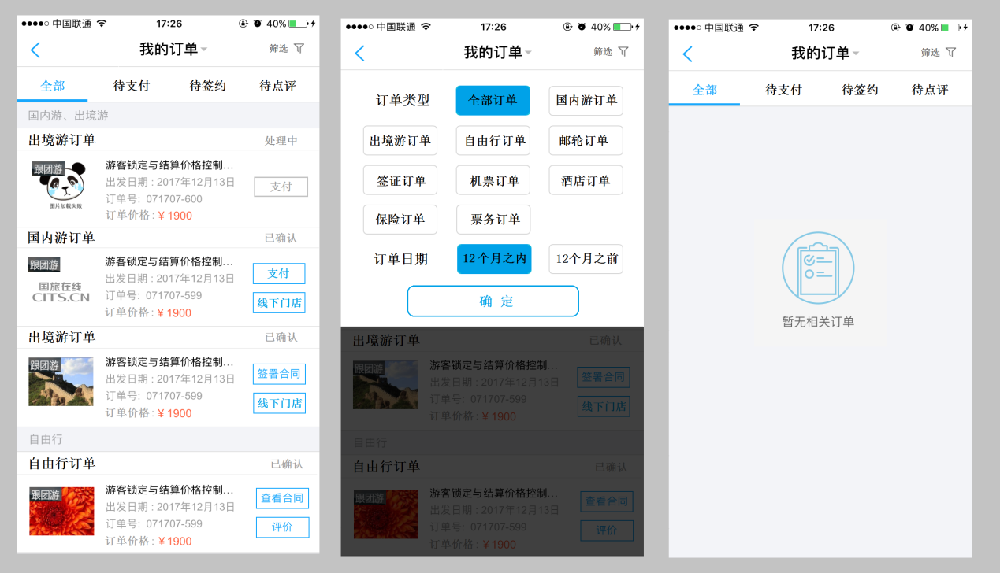 中国联通
17:26
40%
我的订单
筛选
全部
待支付
待签约
待点评
国内游、出境游
出境游订单
处理中
跟团游
图片加载失败
游客锁定与结算价格控制...
出发日期 : 2017年12月13日
订单号: 071707-600
订单价格 : ¥ 1900
支付
国内游订单
已确认
跟团游
国旅在线
CITS.CN
游客锁定与结算价格控制...
出发日期 : 2017年12月13日
订单号: 071707-599
订单价格 : ¥ 1900
支付
线下门店
出境游订单
已确认
跟团游
游客锁定与结算价格控制...
出发日期 : 2017年12月13日
订单号: 071707-599
订单价格 : ¥ 1900
签署合同
线下门店
自由行
自由行订单
已确认
跟团游
游客锁定与结算价格控制...
出发日期 : 2017年12月13日
订单号: 071707-599
订单价格 : ¥ 1900
查看合同
评价
中国联通
17:26
40%
我的订单
筛选
订单类型
全部订单
国内游订单
出境游订单
自由行订单
邮轮订单
签证订单
机票订单
酒店订单
保险订单
票务订单
订单日期
12个月之内
12个月之前
确 定
出境游订单
已确认
跟团游
游客锁定与结算价格控制...
出发日期 : 2017年12月13日
订单号: 071707-599
订单价格 : ¥ 1900
签署合同
线下门店
自由行
自由行订单
已确认
跟团游
游客锁定与结算价格控制...
出发日期 : 2017年12月13日
订单号: 071707-599
订单价格 : ¥ 1900
查看合同
评价
中国联通
17:26
40%
我的订单
筛选
全部
待支付
待签约
待点评
暂无相关订单